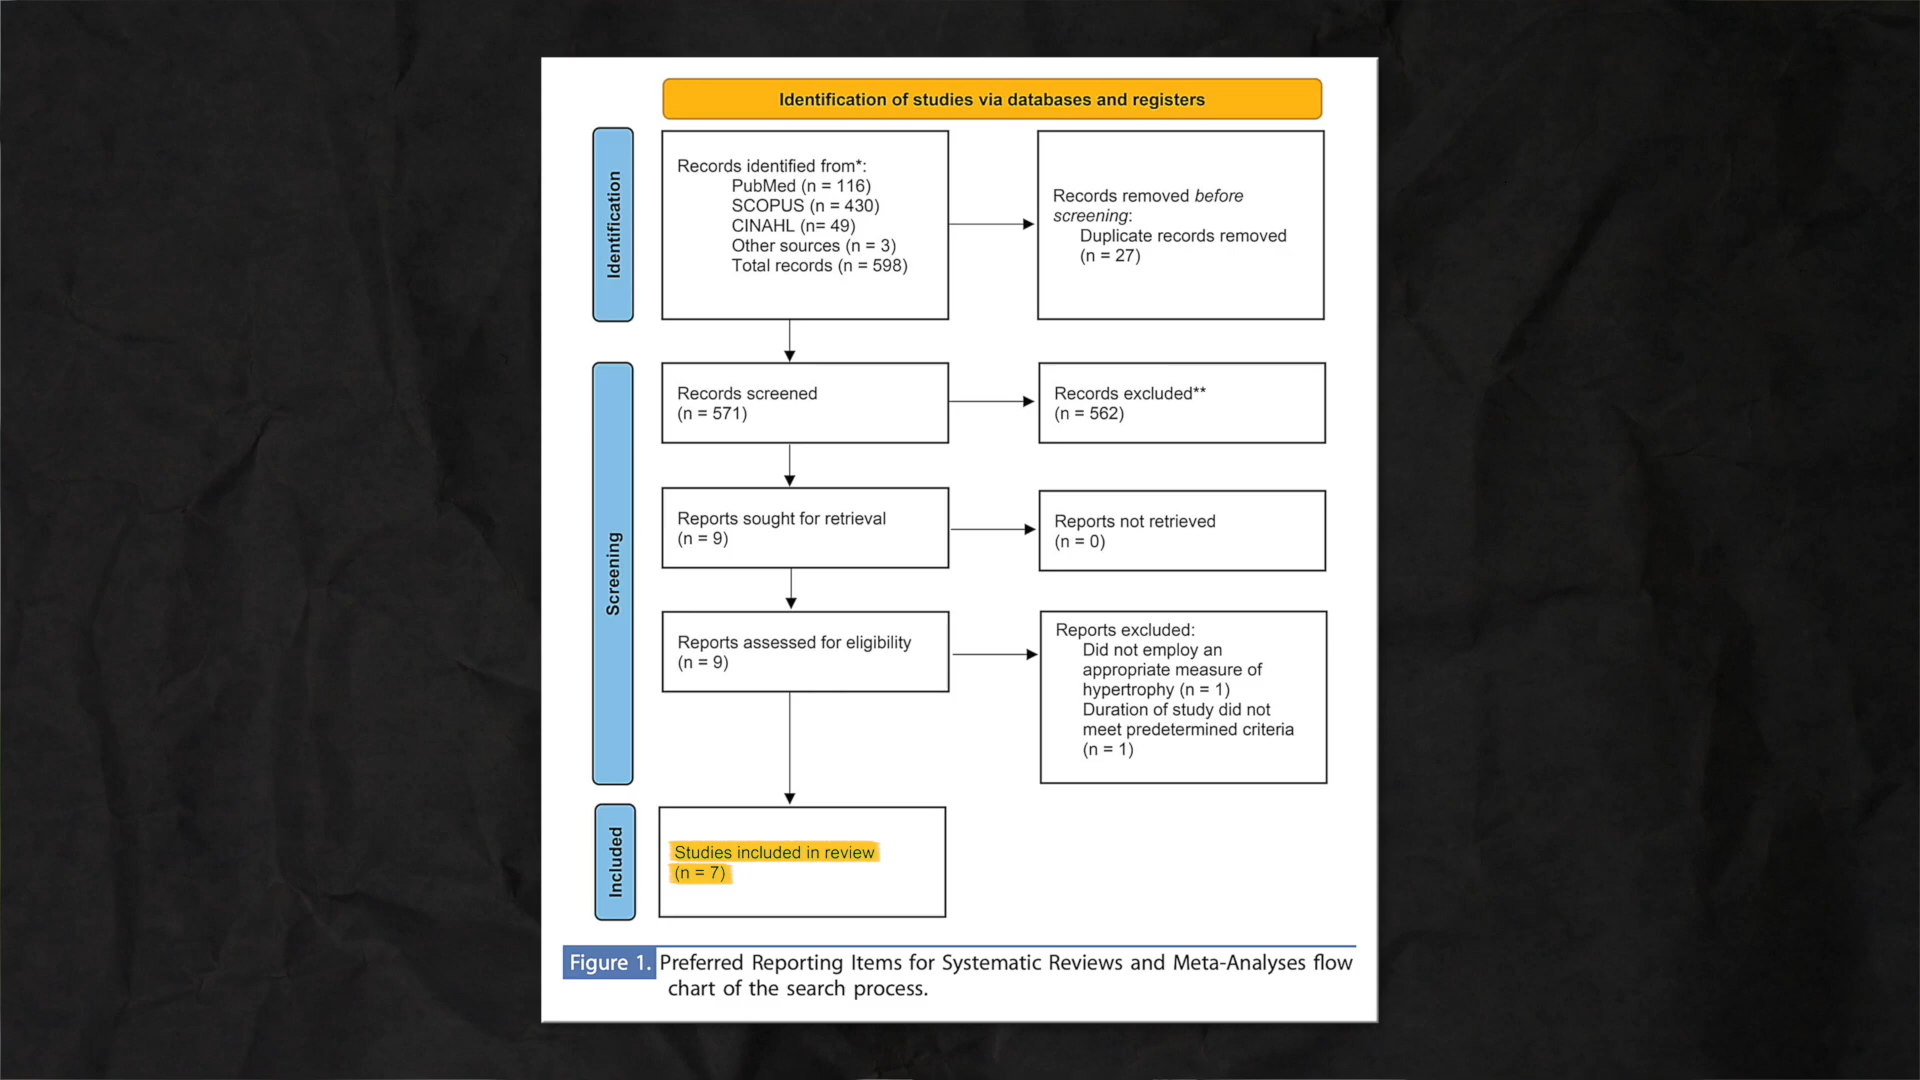 Identification of studies via databases and registers
Identification
Records identified from*:
PubMed (n = 116)
SCOPUS (n = 430)
CINAHL (n= 49)
Other sources (n = 3)
Total records (n = 598)
Records removed before
screening:
Duplicate records removed
(n = 27)
Screening
Records screened
(n = 571)
Records excluded**
(n = 562)
Reports sought for retrieval
(n = 9)
Reports not retrieved
(n = 0)
Reports assessed for eligibility
(n = 9)
Reports excluded:
Did not employ an
appropriate measure of
hypertrophy (n = 1)
Duration of study did not
meet predetermined criteria
(n = 1)
Included
Studies included in review
(n = 7)
Figure 1. Preferred Reporting Items for Systematic Reviews and Meta-Analyses flow
chart of the search process.